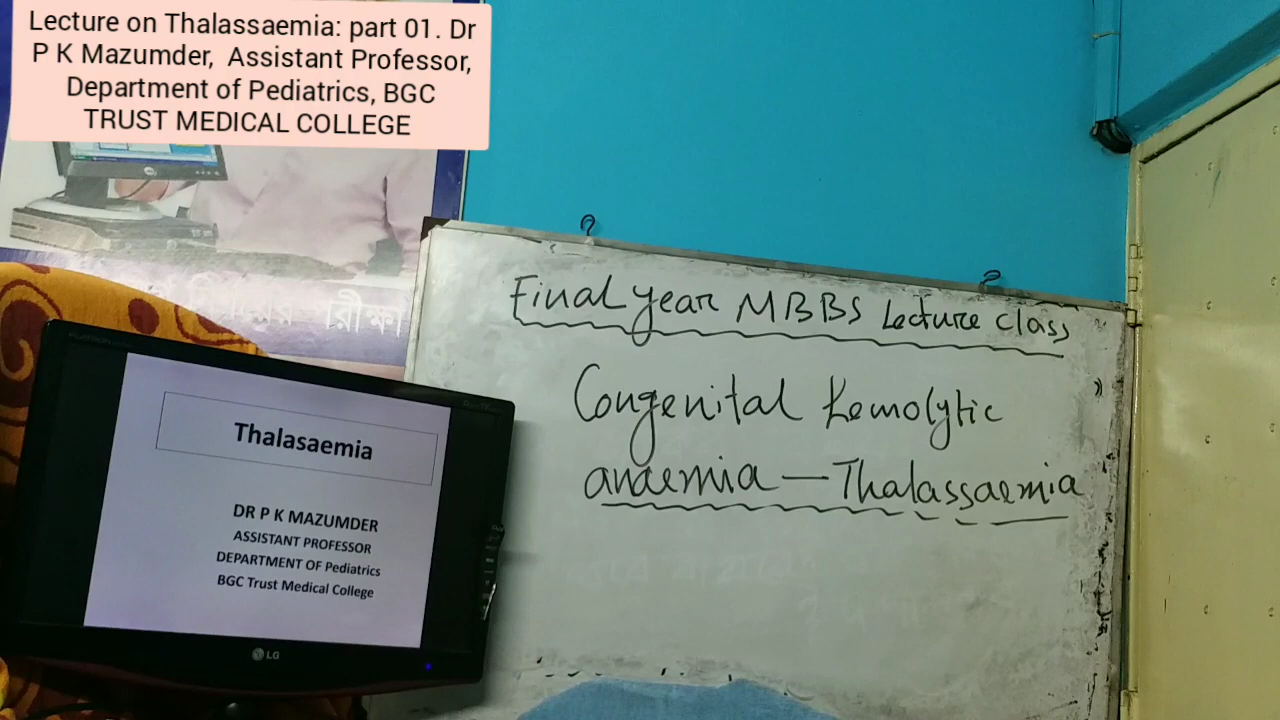 Lecture on Thalassaemia: part 01. Dr
P K Mazumder, Assistant Professor,
Department of Pediatrics, BGC
TRUST MEDICAL COLLEGE
Final year MBBS Lecture class
Congenital hemolytic
anaemia — Thalassaemia
Thalasaemia
DR P K MAZUMDER
ASSISTANT PROFESSOR
DEPARTMENT OF Pediatrics
BGC Trust Medical College
LG